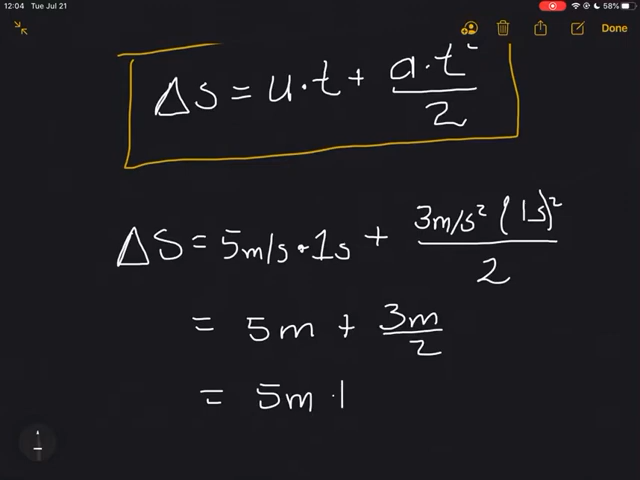 12:04 Tue Jul 21 58%
Done
Δs = u·t + a·t²/2
Δs = 5m/s · 1s + 3m/s² (1s)²/2
= 5m + 3m/2
= 5m ·